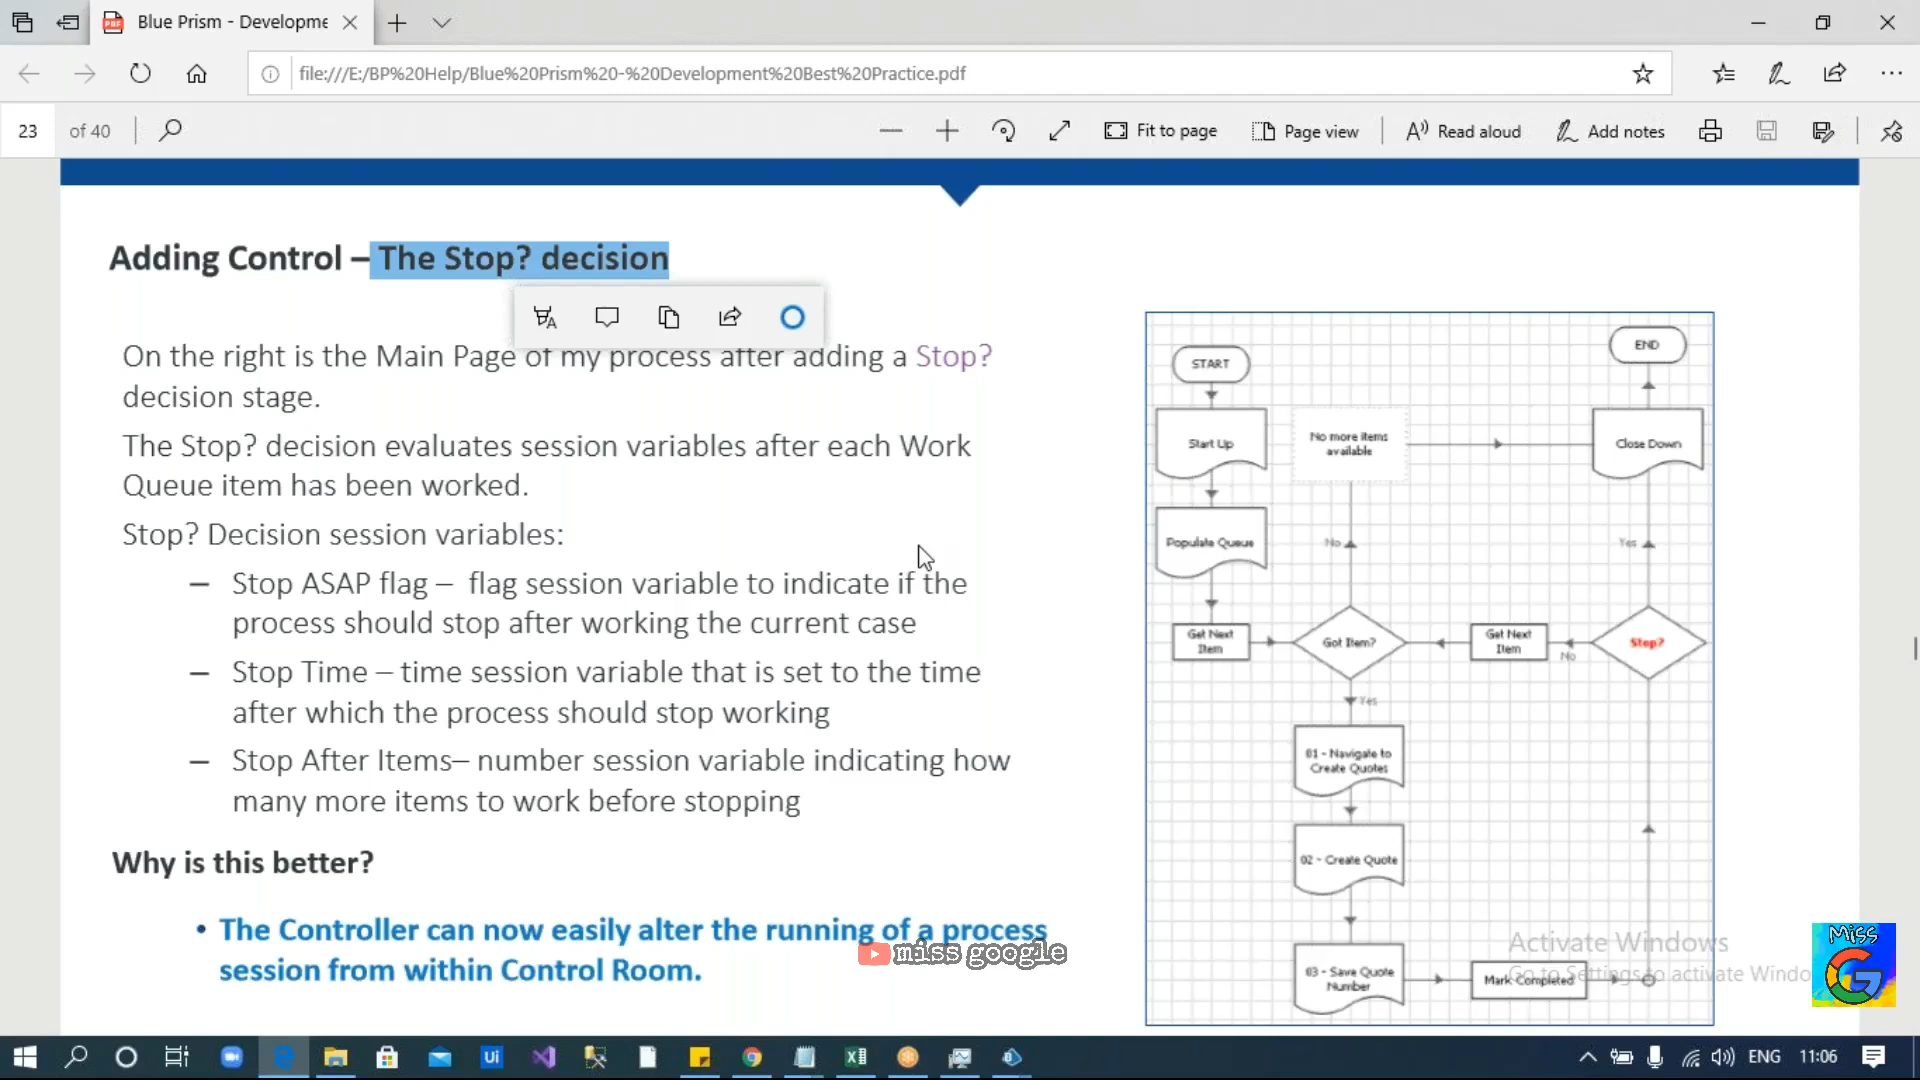 Blue Prism - Developme
file:///E:/BP%20Help/Blue%20Prism%20-%20Development%20Best%20Practice.pdf
23 of 40
Fit to page
Page view
Read aloud
Add notes
Adding Control – The Stop? decision
On the right is the Main Page of my process after adding a Stop?
decision stage.
The Stop? decision evaluates session variables after each Work
Queue item has been worked.
Stop? Decision session variables:
– Stop ASAP flag – flag session variable to indicate if the
process should stop after working the current case
– Stop Time – time session variable that is set to the time
after which the process should stop working
– Stop After Items– number session variable indicating how
many more items to work before stopping
Why is this better?
• The Controller can now easily alter the running of a process
session from within Control Room.
START
END
Start Up
No more items
available
Close Down
Populate Queue
No
Yes
Get Next
Item
Got Item?
Get Next
Item
No
Stop?
Yes
01 - Navigate to
Create Quotes
02 - Create Quote
03 - Save Quote
Number
Mark Completed
miss google
Activate Windows
Go to Settings to activate Windo
Miss
G
Ui
ENG
11:06